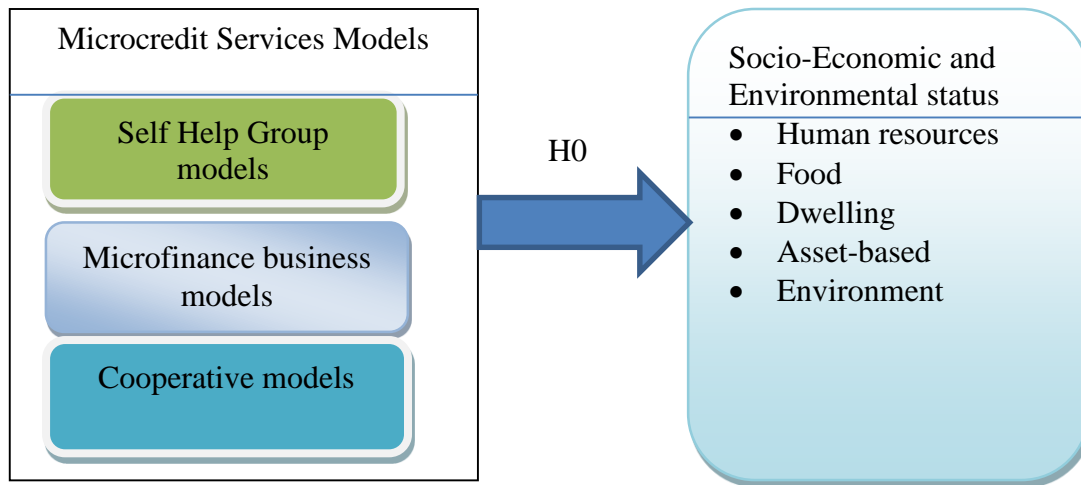 Microcredit Services Models
Self Help Group
models
Microfinance business
models
Cooperative models
H0
Socio-Economic and
Environmental status
• Human resources
• Food
• Dwelling
• Asset-based
• Environment